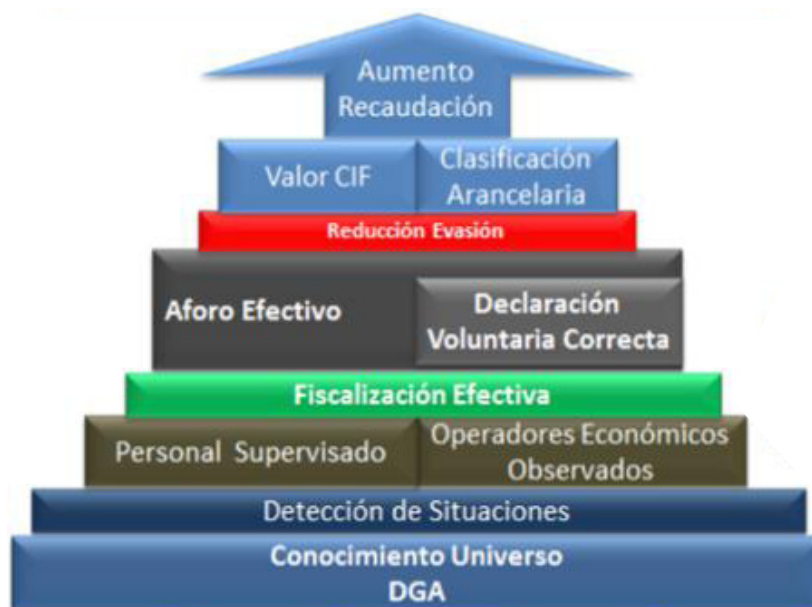 Aumento
Recaudación
Valor CIF
Clasificación
Arancelaria
Reducción Evasión
Aforo Efectivo
Declaración
Voluntaria Correcta
Fiscalización Efectiva
Personal Supervisado
Operadores Económicos
Observados
Detección de Situaciones
Conocimiento Universo
DGA